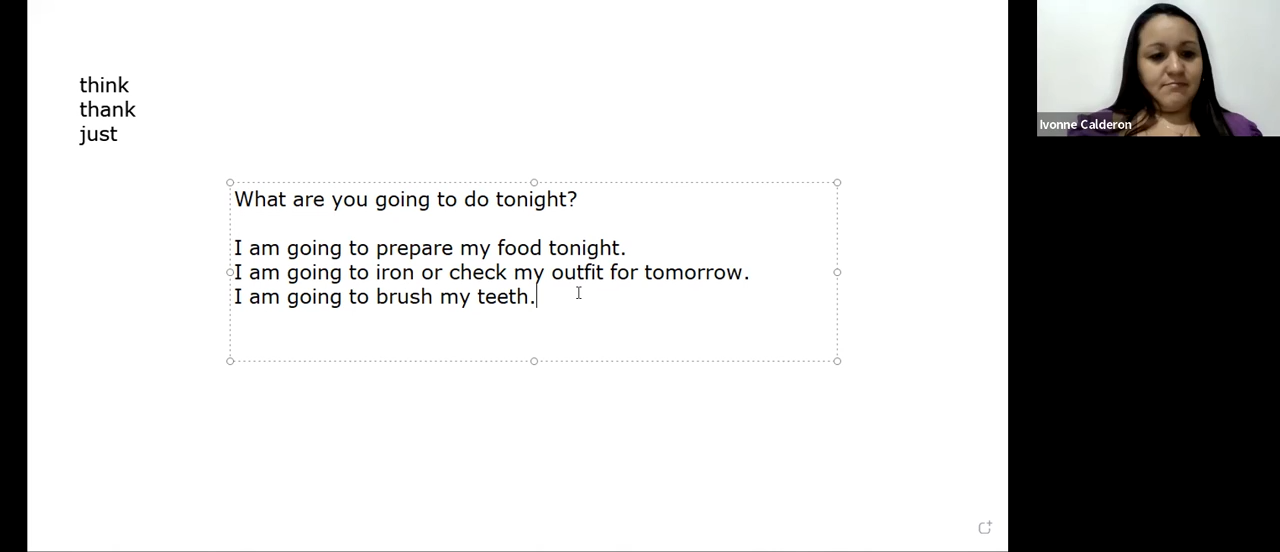 think
thank
just
What are you going to do tonight?
I am going to prepare my food tonight.
I am going to iron or check my outfit for tomorrow.
I am going to brush my teeth.
Ivonne Calderon